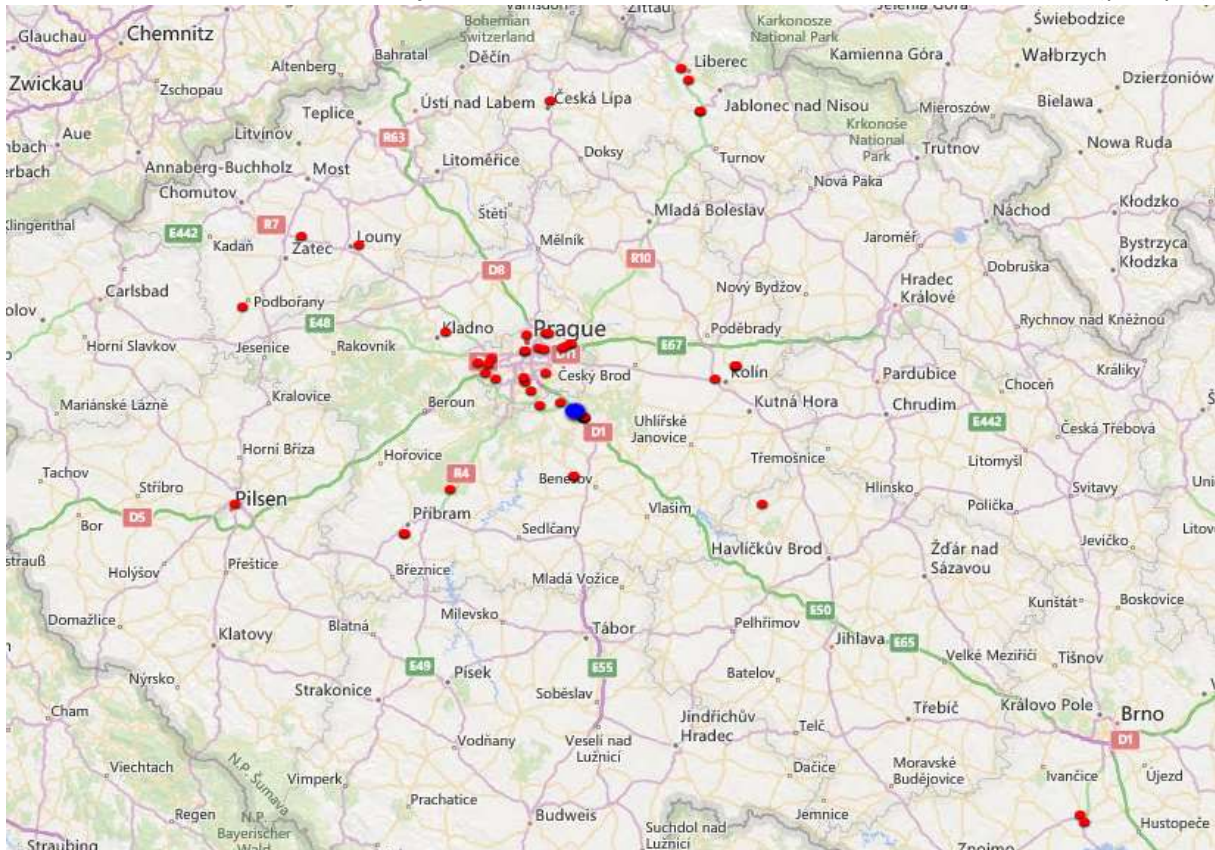 Zittau
Jelenia Góra
Świebodzice
Glauchau
Chemnitz
Bohemian
Switzerland
Karkonosze
National Park
Bahratal
Děčín
Liberec
Kamienna Góra
Wałbrzych
Zwickau
Altenberg
Dzierżoniów
Zschopau
Ústí nad Labem
Česká Lípa
Jablonec nad Nisou
Mieroszów
Bielawa
Teplice
Aue
Litvínov
R63
Krkonoše
National
Park
Trutnov
Nowa Ruda
Annaberg-Buchholz
Most
Litoměřice
Doksy
Turnov
Chomutov
Nová Paka
Klingenthal
R7
Štětí
Mladá Boleslav
Náchod
Kłodzko
E442
Kadaň
Žatec
Louny
Mělník
Jaroměř
Bystrzyca
Kłodzka
D8
R10
Dobruška
Carlsbad
Podbořany
Nový Bydžov
Hradec
Králové
E48
Kladno
Prague
Poděbrady
Rychnov nad Kněžnou
Horní Slavkov
Jesenice
Rakovník
D11
E67
Český Brod
Kolín
Pardubice
Choceň
Králíky
Mariánské Lázně
Kralovice
Beroun
Kutná Hora
Chrudim
Uhlířské
Janovice
D1
E442
Česká Třebová
Horní Bříza
Hořovice
Třemošnice
Litomyšl
Tachov
Stříbro
R4
Benešov
Hlinsko
Svitavy
Pilsen
D5
Bor
Příbram
Vlašim
Polička
Sedlčany
Havlíčkův Brod
Žďár nad
Sázavou
Jevíčko
Holýšov
Přeštice
Březnice
Mladá Vožice
Kunštát
Boskovice
Domažlice
Milevsko
E50
Klatovy
Blatná
Tábor
Pelhřimov
Jihlava
E65
Velké Meziříčí
Tišnov
Nýrsko
E49
Písek
E55
Batelov
Strakonice
Soběslav
Cham
Jindřichův
Hradec
Telč
Třebíč
Královo Pole
Brno
D1
Vodňany
Veselí nad
Lužnicí
Viechtach
N.P. Šumava
Vimperk
Dačice
Moravské
Budějovice
Ivančice
Újezd
Prachatice
Regen
N.P.
Bayerischer
Wald
Budweis
Suchdol nad
Lužnicí
Jemnice
Hustopeče
Straubing
Znojmo